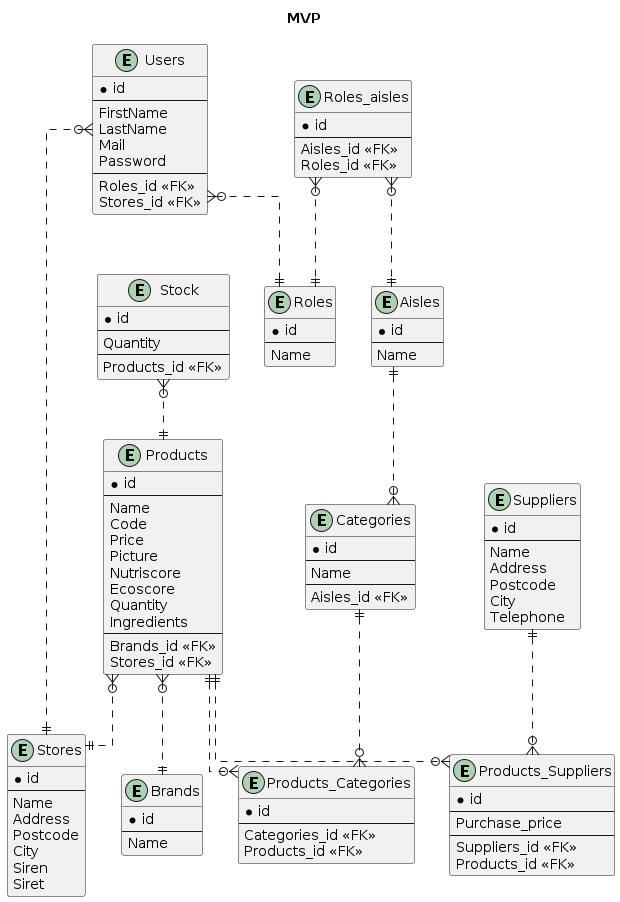 MVP
E Users
id
FirstName
LastName
Mail
Password
Roles_id «FK»
Stores_id «FK»
E Roles_aisles
id
Aisles_id «FK»
Roles_id «FK»
E Stock
id
Quantity
Products_id «FK»
E Roles
id
Name
E Aisles
id
Name
E Products
id
Name
Code
Price
Picture
Nutriscore
Ecoscore
Quantity
Ingredients
Brands_id «FK»
Stores_id «FK»
E Categories
id
Name
Aisles_id «FK»
E Suppliers
id
Name
Address
Postcode
City
Telephone
E Stores
id
Name
Address
Postcode
City
Siren
Siret
E Brands
id
Name
E Products_Categories
id
Categories_id «FK»
Products_id «FK»
E Products_Suppliers
id
Purchase_price
Suppliers_id «FK»
Products_id «FK»